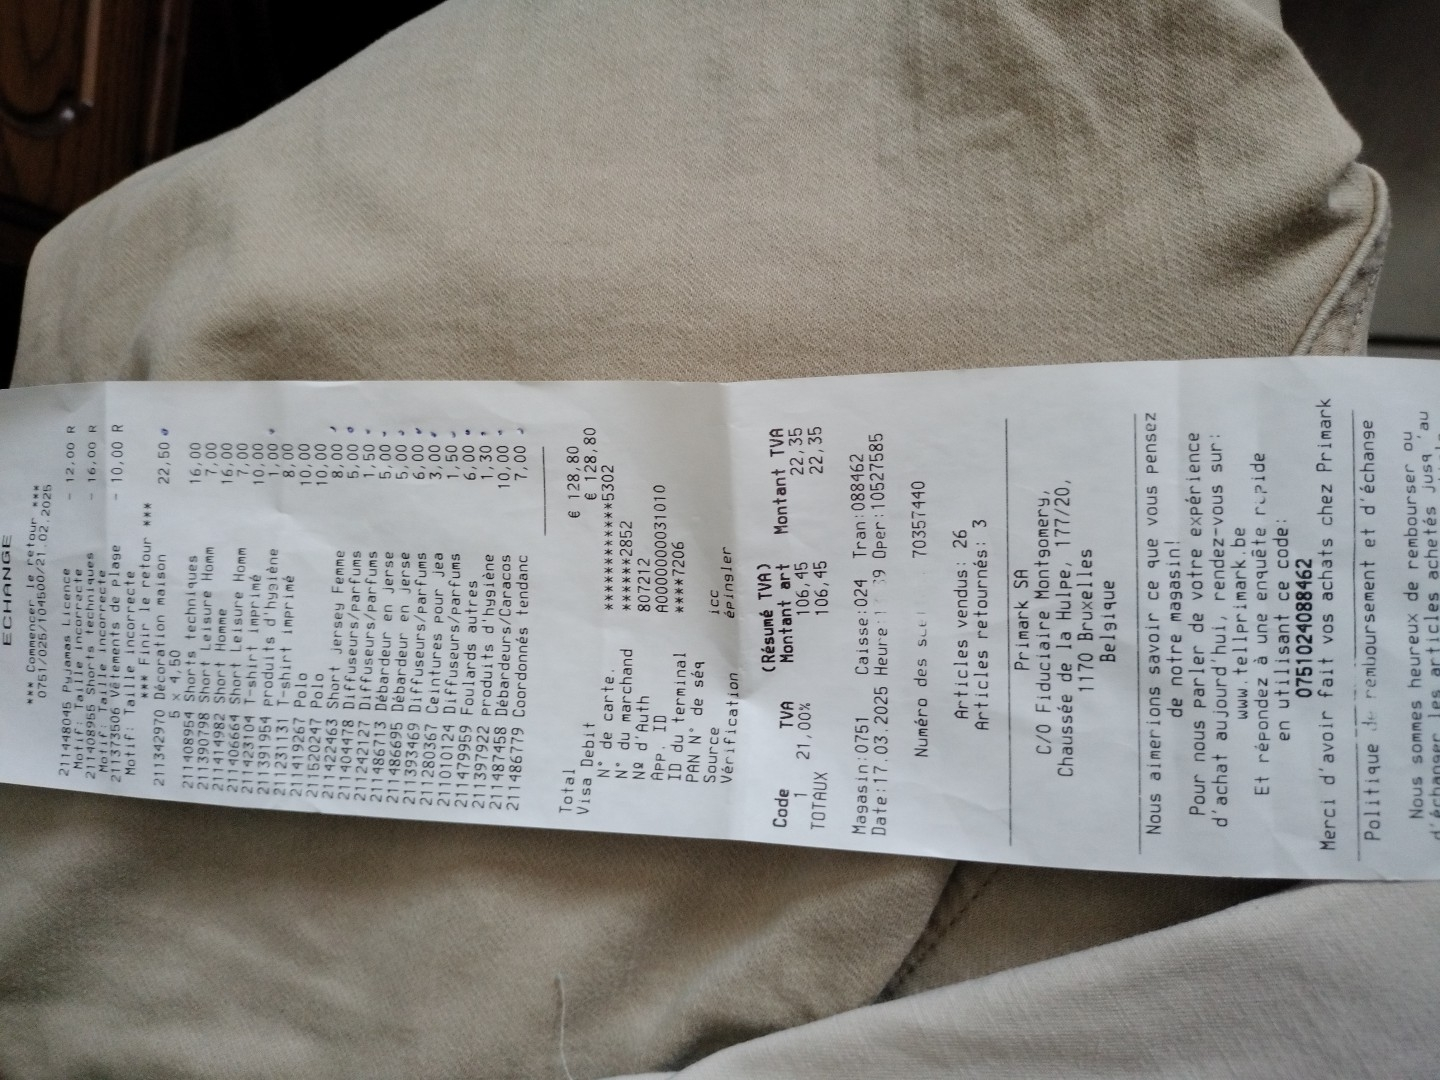 ECHANGE
*** Commencer le retour ***
0751/025/104500/21.02.2025
211448045 Pyjamas Licence - 12,00 R
Motif: Taille incorrecte
211408955 Shorts techniques - 16,00 R
Motif: Taille incorrecte
211373506 Vêtements de plage - 10,00 R
Motif: Taille incorrecte
*** Finir le retour ***
211342970 Décoration maison 22,50
5 x 4,50
211408954 Shorts techniques 16,00
211390798 Short Leisure Homm 7,00
211414982 Short Homme 16,00
211406664 Short Leisure Homm 7,00
211423104 T-shirt imprimé 10,00
211391954 produits d'hygiène 1,00
211231131 T-shirt imprimé 8,00
211419267 Polo 10,00
211520247 Polo 10,00
211422463 Short Jersey Femme 8,00
211404478 Diffuseurs/parfums 5,00
211242127 Diffuseurs/parfums 1,50
211486713 Débardeur en jerse 5,00
211486695 Débardeur en jerse 5,00
211393469 Diffuseurs/parfums 6,00
211280367 Ceintures pour jea 3,00
211010124 Diffuseurs/parfums 1,50
211479959 Foulards autres 6,00
211397922 produits d'hygiène 1,30
211487458 Débardeurs/Caracos 10,00
211486779 Coordonnés tendanc 7,00
Total € 128,80
Visa Debit € 128,80
N° de carte. ************5302
N° du marchand ******2852
Nº d'Auth 807212
App. ID A0000000031010
ID du terminal ****7206
PAN N° de séq
Source icc
Vérification épingler
(Résumé TVA)
Code TVA Montant art Montant TVA
1 21,00% 106,45 22,35
TOTAUX 106,45 22,35
Magasin:0751 Caisse:024 Tran:088462
Date:17.03.2025 Heure: Oper:10527585
Numéro des 70357440
Articles vendus: 26
Articles retournés: 3
Primark SA
C/O Fiduciaire Montgomery,
Chaussée de la Hulpe, 177/20,
1170 Bruxelles
Belgique
Nous aimerions savoir ce que vous pensez
de notre magasin!
Pour nous parler de votre expérience
d'achat aujourd'hui, rendez-vous sur:
www.tellprimark.be
Et répondez à une enquête rapide
en utilisant ce code:
0751024088462
Merci d'avoir fait vos achats chez Primark
Politique de remboursement et d'échange
Nous sommes heureux de rembourser ou
d'échanger les articles achetés jusqu'au